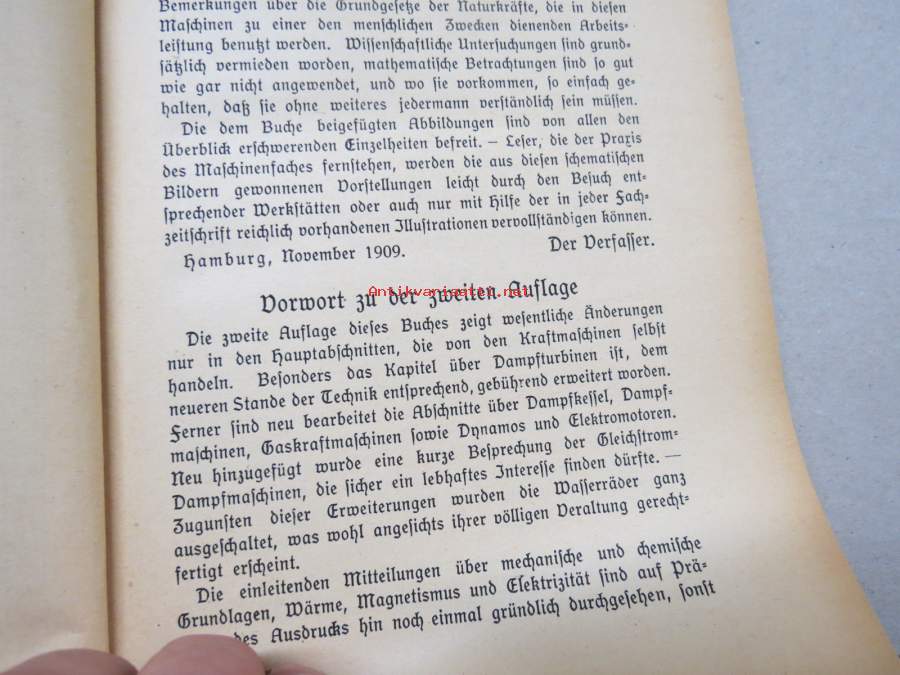 Bemerkungen über die Grundgesetze der Naturkräfte, die in diesen
Maschinen zu einer den menschlichen Zwecken dienenden Arbeits-
leistung benutzt werden. Wissenschaftliche Untersuchungen sind grund-
sätzlich vermieden worden, mathematische Betrachtungen sind so gut
wie gar nicht angewendet, und wo sie vorkommen, so einfach ge-
halten, daß sie ohne weiteres jedermann verständlich sein müssen.
Die dem Buche beigefügten Abbildungen sind von allen den
Überblick erschwerenden Einzelheiten befreit. — Leser, die der Praxis
des Maschinenfaches fernstehen, werden die aus diesen schematischen
Bildern gewonnenen Vorstellungen leicht durch den Besuch ent-
sprechender Werkstätten oder auch nur mit Hilfe der in jeder Fach-
zeitschrift reichlich vorhandenen Illustrationen vervollständigen können.
Hamburg, November 1909. Der Verfasser.
Antikvariaatti.net
Vorwort zu der zweiten Auflage
Die zweite Auflage dieses Buches zeigt wesentliche Änderungen
nur in den Hauptabschnitten, die von den Kraftmaschinen selbst
handeln. Besonders das Kapitel über Dampfturbinen ist, dem
neueren Stande der Technik entsprechend, gebührend erweitert worden.
Ferner sind neu bearbeitet die Abschnitte über Dampfkessel, Dampf-
maschinen, Gaskraftmaschinen sowie Dynamos und Elektromotoren.
Neu hinzugefügt wurde eine kurze Besprechung der Gleichstrom-
Dampfmaschinen, die sicher ein lebhaftes Interesse finden dürfte. —
Zugunsten dieser Erweiterungen wurden die Wasserräder ganz
ausgeschaltet, was wohl angesichts ihrer völligen Veraltung gerecht-
fertigt erscheint.
Die einleitenden Mitteilungen über mechanische und chemische
Grundlagen, Wärme, Magnetismus und Elektrizität sind auf Prä-
des Ausdrucks hin noch einmal gründlich durchgesehen, sonst